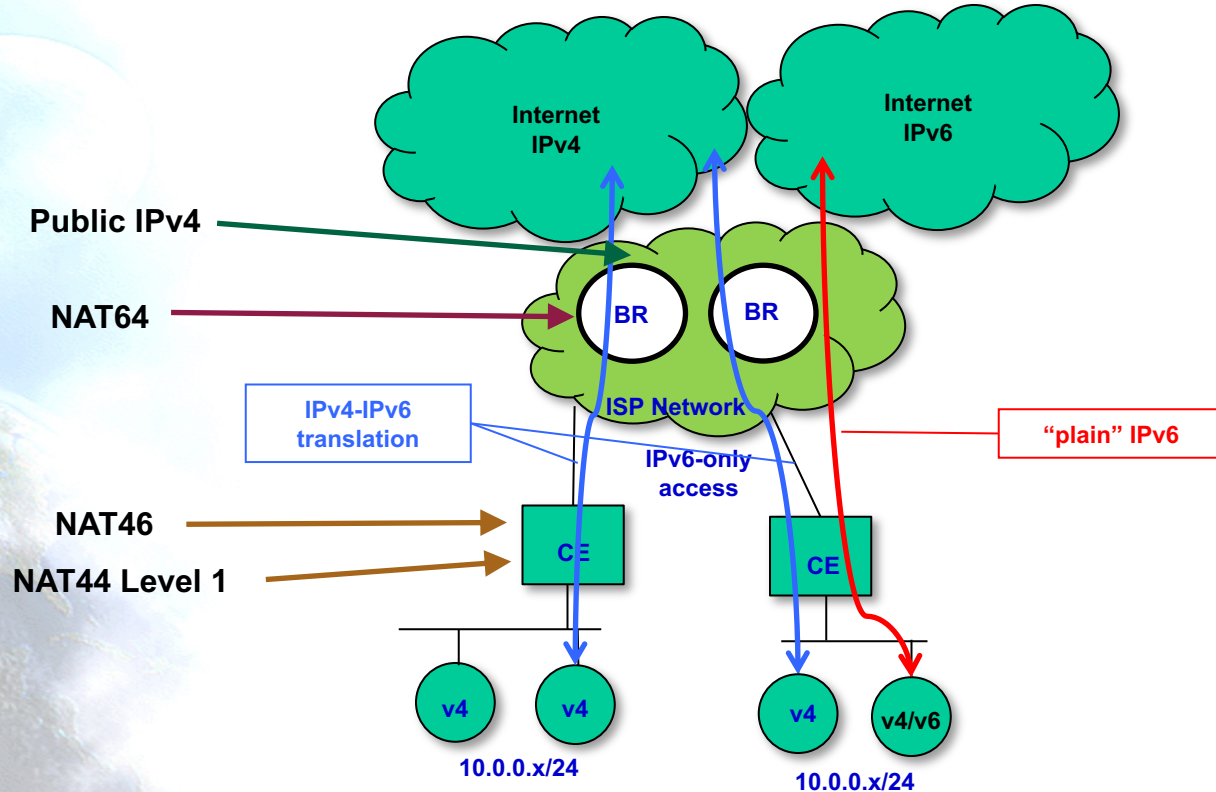 Internet
IPv4
Internet
IPv6
Public IPv4
NAT64
BR
BR
IPv4-IPv6
translation
ISP Network
“plain” IPv6
IPv6-only
access
NAT46
NAT44 Level 1
CE
CE
v4
v4
v4
v4/v6
10.0.0.x/24
10.0.0.x/24